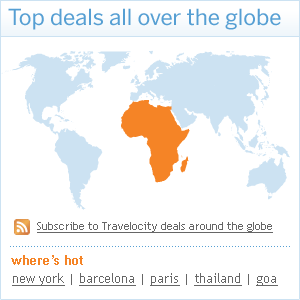 Top deals all over the globe
Subscribe to Travelocity deals around the globe
where's hot
new york | barcelona | paris | thailand | goa